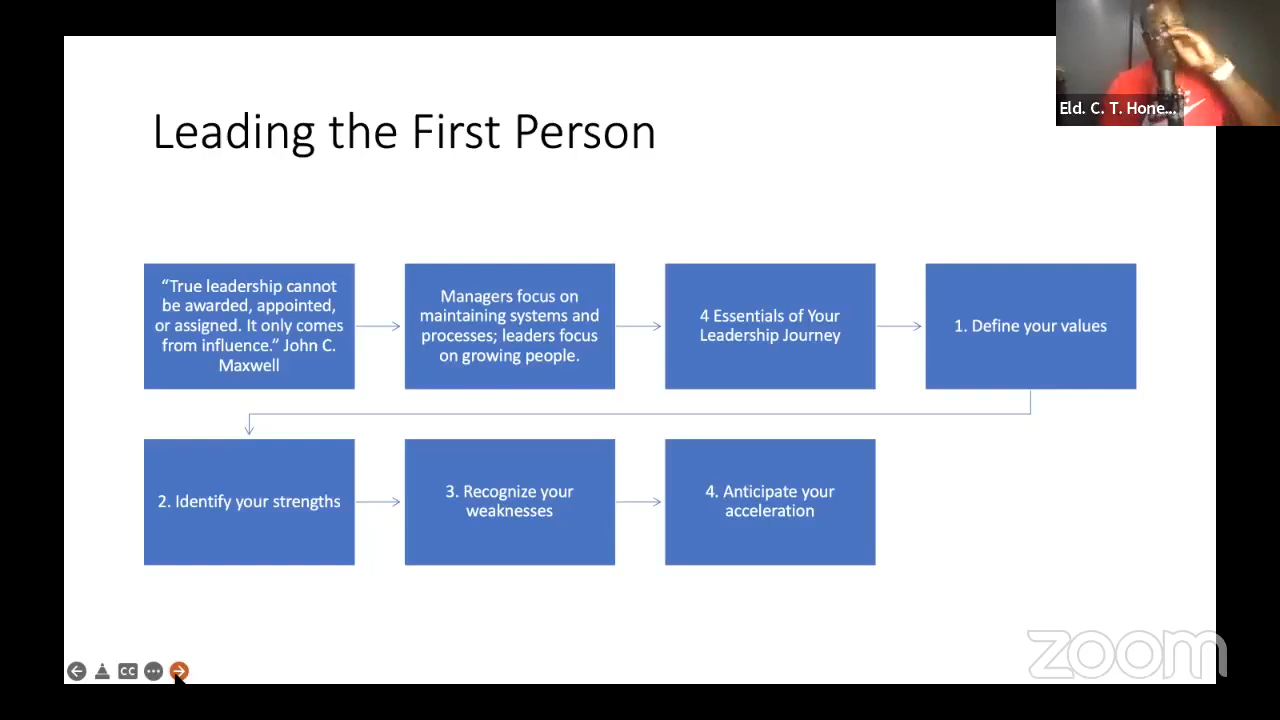 Eld. C. T. Hone...
Leading the First Person
“True leadership cannot
be awarded, appointed,
or assigned. It only comes
from influence.” John C.
Maxwell
Managers focus on
maintaining systems and
processes; leaders focus
on growing people.
4 Essentials of Your
Leadership Journey
1. Define your values
2. Identify your strengths
3. Recognize your
weaknesses
4. Anticipate your
acceleration
CC
zoom